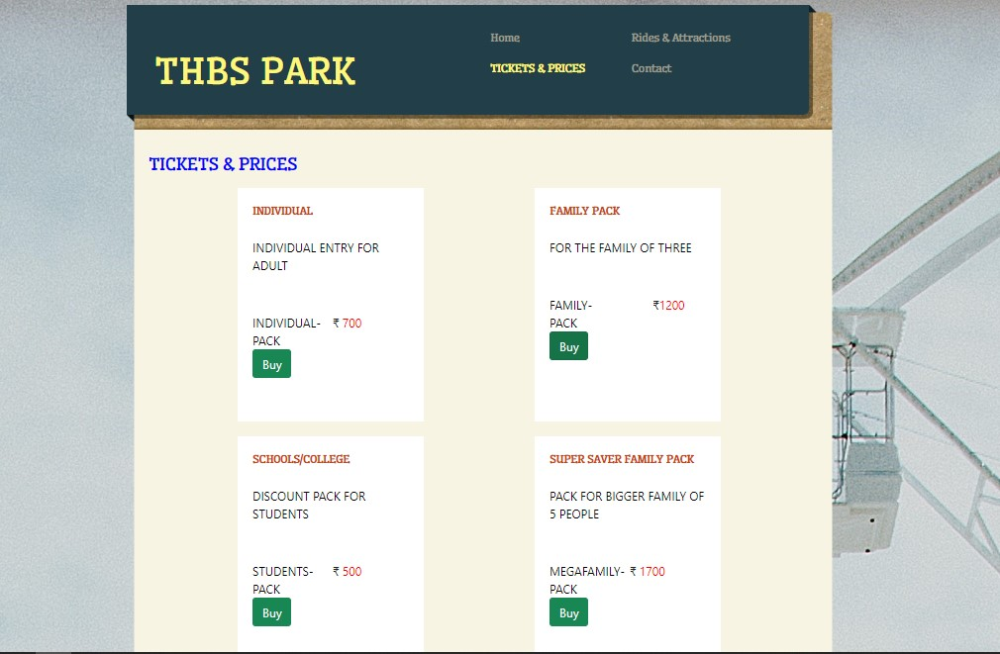 THBS PARK
Home
Rides & Attractions
TICKETS & PRICES
Contact
TICKETS & PRICES
INDIVIDUAL
INDIVIDUAL ENTRY FOR
ADULT
INDIVIDUAL- ₹ 700
PACK
Buy
FAMILY PACK
FOR THE FAMILY OF THREE
FAMILY- ₹1200
PACK
Buy
SCHOOLS/COLLEGE
DISCOUNT PACK FOR
STUDENTS
STUDENTS- ₹ 500
PACK
Buy
SUPER SAVER FAMILY PACK
PACK FOR BIGGER FAMILY OF
5 PEOPLE
MEGAFAMILY- ₹ 1700
PACK
Buy